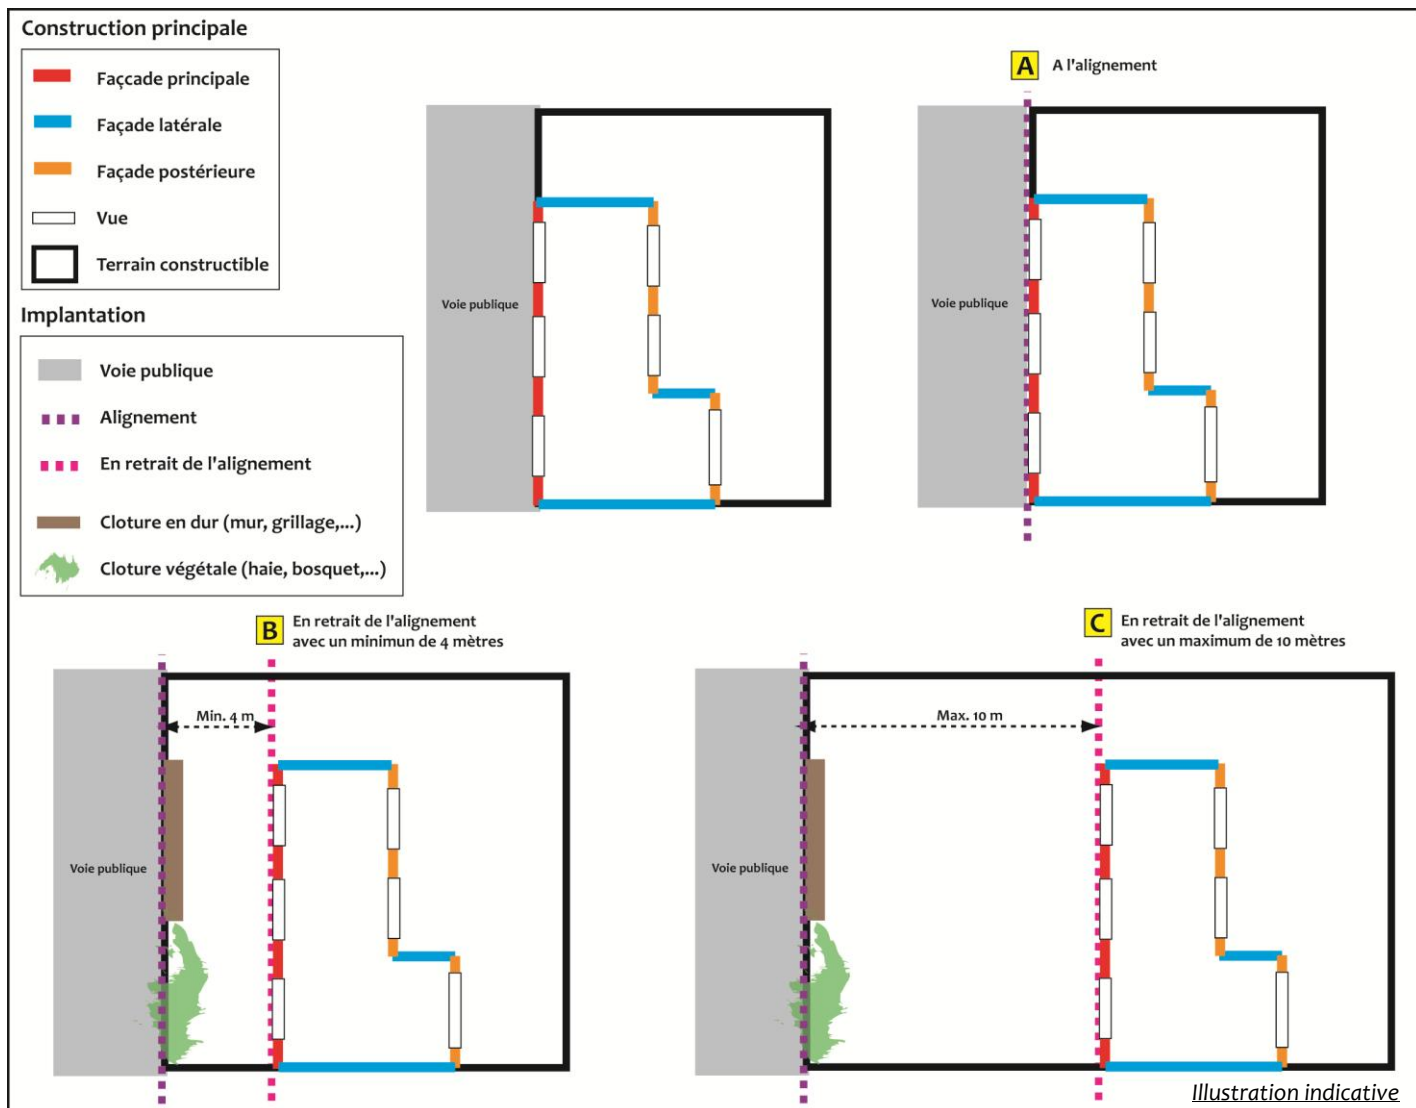 Construction principale
Façcade principale
Façade latérale
Façade postérieure
Vue
Terrain constructible
Implantation
Voie publique
Alignement
En retrait de l'alignement
Cloture en dur (mur, grillage,...)
Cloture végétale (haie, bosquet,...)
Voie publique
A A l'alignement
Voie publique
B En retrait de l'alignement
avec un minimun de 4 mètres
Min. 4 m
Voie publique
C En retrait de l'alignement
avec un maximum de 10 mètres
Max. 10 m
Voie publique
Illustration indicative